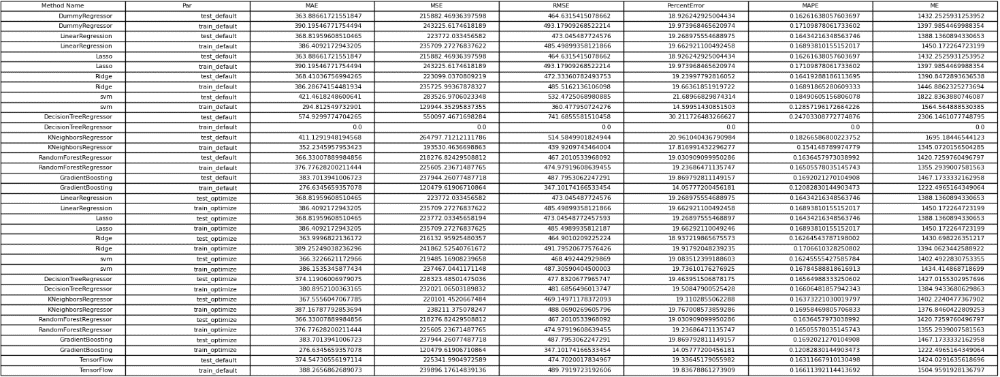 Method Name Par MAE MSE RMSE PercentError MAPE ME
DummyRegressor test_default 363.88661721551847 215882.46936397598 464.6315415078662 18.926242925004434 0.16261638057603697 1432.2525931253952
DummyRegressor train_default 390.19546771754494 243225.6174618189 493.17909268522214 19.973968465620974 0.17109878061733602 1397.9854469988354
LinearRegression test_default 368.81959608510465 223772.033456582 473.045487724576 19.268975554688975 0.16434216348563746 1388.1360894330653
LinearRegression train_default 386.4092172943205 235709.27276837622 485.49899358121866 19.662921100492458 0.16893810155152017 1450.172264723199
Lasso test_default 363.88661721551847 215882.46936397598 464.6315415078662 18.926242925004434 0.16261638057603697 1432.2525931253952
Lasso train_default 390.19546771754494 243225.6174618189 493.17909268522214 19.973968465620974 0.17109878061733602 1397.9854469988354
Ridge test_default 368.41036756994265 223099.0370809219 472.33360782493753 19.23997792816052 0.16419288186113695 1390.8472893636538
Ridge train_default 386.28674154481934 235725.99367878327 485.5162136106098 19.66361851919722 0.16891865280609333 1446.8862325273694
svm test_default 421.4618248600641 283526.9706023348 532.4725068980885 21.68966829874314 0.18490605156806078 1822.8363880746087
svm train_default 294.812549732901 129944.35295837355 360.477950724276 14.59951430851503 0.12857196172664226 1564.564888530385
DecisionTreeRegressor test_default 574.9299774704265 550097.4671698284 741.6855581510458 30.211726483266627 0.24703308772774876 2306.1461077748795
DecisionTreeRegressor train_default 0.0 0.0 0.0 0.0 0.0 0.0
KNeighborsRegressor test_default 411.1291948194568 264797.71212111786 514.5849901824944 20.961040436790984 0.18266586800223752 1695.18446544123
KNeighborsRegressor train_default 352.2345957953423 193530.4636698863 439.9209743464004 17.816991432296277 0.154148789974779 1345.0720156504285
RandomForestRegressor test_default 366.33007889984856 218276.82429508812 467.2010533968092 19.030909099950286 0.1636457973038992 1420.7259760496797
RandomForestRegressor train_default 376.77628200211444 225605.23671487765 474.97919608639455 19.23686471135747 0.16505578035145743 1355.2939007581563
GradientBoosting test_default 383.7013941006723 237944.26077487718 487.7953062247291 19.869792811149157 0.1692021270104908 1467.1733332162958
GradientBoosting train_default 276.6345659357078 120479.61906710864 347.10174166533454 14.05777200456181 0.12082830144903473 1222.4965164349064
LinearRegression test_optimize 368.81959608510465 223772.033456582 473.045487724576 19.268975554688975 0.16434216348563746 1388.1360894330653
LinearRegression train_optimize 386.4092172943205 235709.27276837622 485.49899358121866 19.662921100492458 0.16893810155152017 1450.172264723199
Lasso test_optimize 368.81959608510465 223772.03345658194 473.04548772457593 19.26897555468897 0.16434216348563746 1388.1360894330653
Lasso train_optimize 386.4092172943205 235709.27276837625 485.4989935812187 19.66292110049246 0.16893810155152017 1450.172264723199
Ridge test_optimize 363.9996822136172 216132.95925480357 464.9010209225224 18.937219865675573 0.16264543787198002 1430.698226351217
Ridge train_optimize 389.25249038236296 241862.52540761672 491.79520677576426 19.91792048239235 0.1706610328250802 1394.0623442588922
svm test_optimize 366.3226621172966 219485.16908239658 468.492442929869 19.083512399188603 0.16245555427585784 1402.4922830753355
svm train_optimize 386.1535345877434 237467.0441171148 487.30590404500003 19.73610176276925 0.16784588818616913 1434.414868718699
DecisionTreeRegressor test_optimize 374.11906006979075 228323.48501475036 477.8320677965747 19.463951506878175 0.16564988333250602 1427.0155302957696
DecisionTreeRegressor train_optimize 380.8952100363165 232021.06503189832 481.6856496013747 19.50847900525428 0.16606481857942343 1384.9433680629863
KNeighborsRegressor test_optimize 367.5556047067785 220101.4520667484 469.14971178372093 19.1102855062288 0.16373221030019797 1402.2240477367902
KNeighborsRegressor train_optimize 387.16787792853694 238211.375078247 488.0690269605796 19.767008573859286 0.16958469805706833 1376.8460422809253
RandomForestRegressor test_optimize 366.33007889984856 218276.82429508812 467.2010533968092 19.030909099950286 0.1636457973038992 1420.7259760496797
RandomForestRegressor train_optimize 376.77628200211444 225605.23671487765 474.97919608639455 19.23686471135747 0.16505578035145743 1355.2939007581563
GradientBoosting test_optimize 383.7013941006723 237944.26077487718 487.7953062247291 19.869792811149157 0.1692021270104908 1467.1733332162958
GradientBoosting train_optimize 276.6345659357078 120479.61906710864 347.10174166533454 14.05777200456181 0.12082830144903473 1222.4965164349064
TensorFlow test_default 374.54730556197114 225341.9904972589 474.7020017834967 19.33645179055982 0.16311667910130498 1424.0291635618696
TensorFlow train_default 388.2656862689073 239896.17614839136 489.7919723192606 19.83678861273909 0.16611392114413692 1504.9591928136797